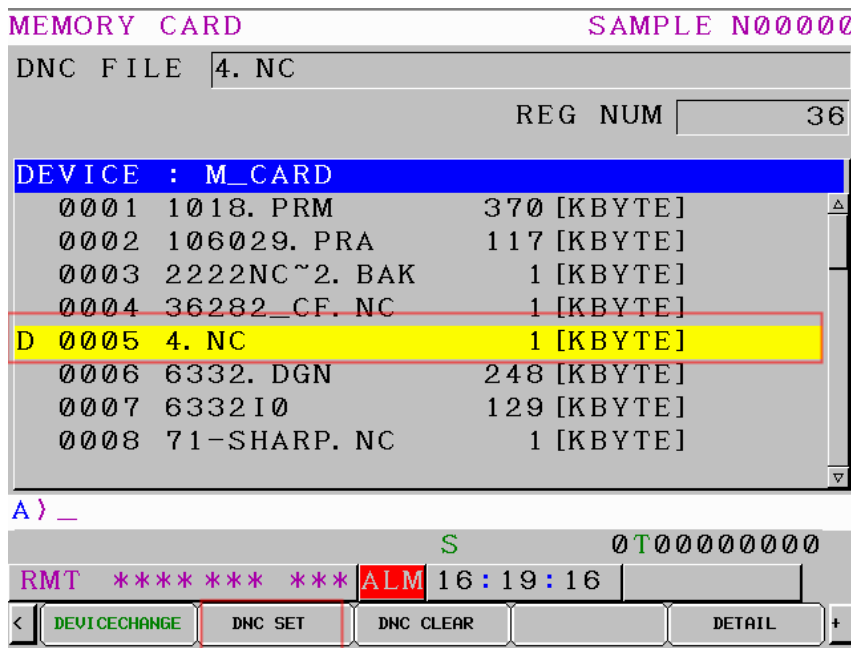 MEMORY CARD SAMPLE N00000
DNC FILE 4. NC
REG NUM 36
DEVICE : M_CARD
0001 1018. PRM 370 [KBYTE]
0002 106029. PRA 117 [KBYTE]
0003 2222NC~2. BAK 1 [KBYTE]
0004 36282_CF. NC 1 [KBYTE]
D 0005 4. NC 1 [KBYTE]
0006 6332. DGN 248 [KBYTE]
0007 6332I0 129 [KBYTE]
0008 71-SHARP. NC 1 [KBYTE]
A) _
S 0T00000000
RMT **** *** *** ALM 16:19:16
< DEVICECHANGE DNC SET DNC CLEAR DETAIL +